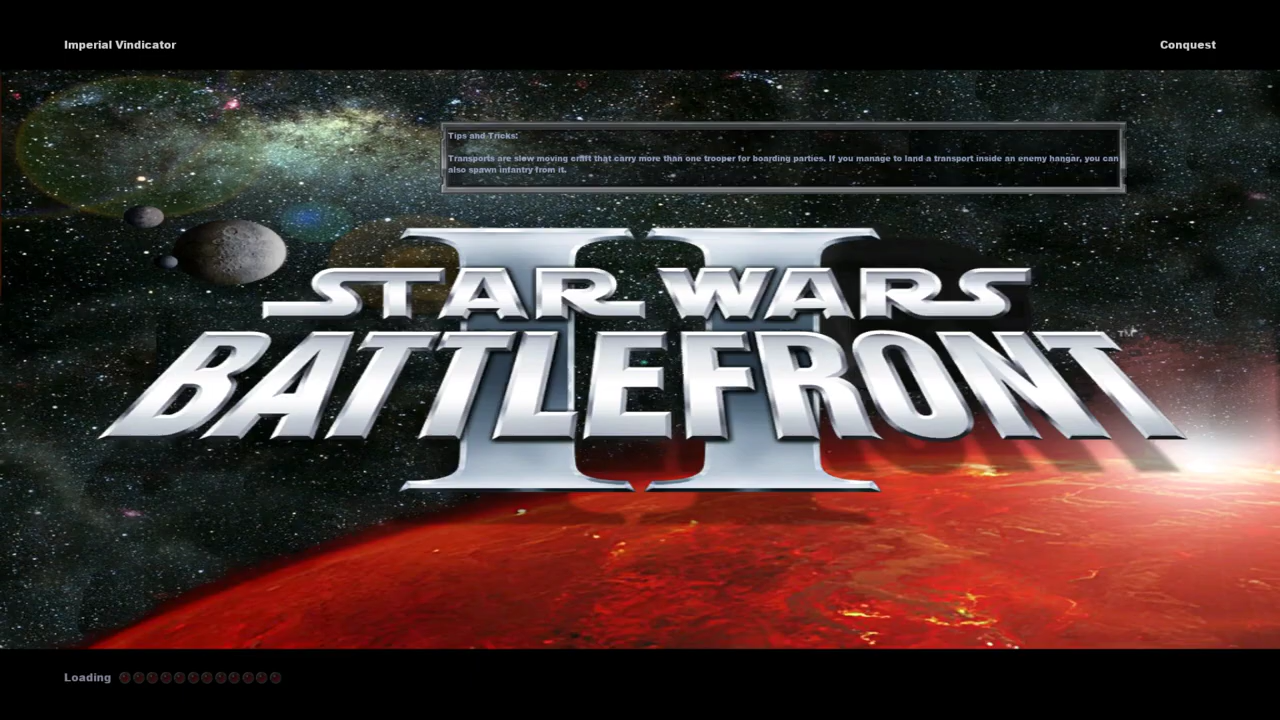 Imperial Vindicator
Conquest
Tips and Tricks:
Transports are slow moving craft that carry more than one trooper for boarding parties. If you manage to land a transport inside an enemy hangar, you can
also spawn infantry from it.
II
STAR WARS
BATTLEFRONT™
Loading